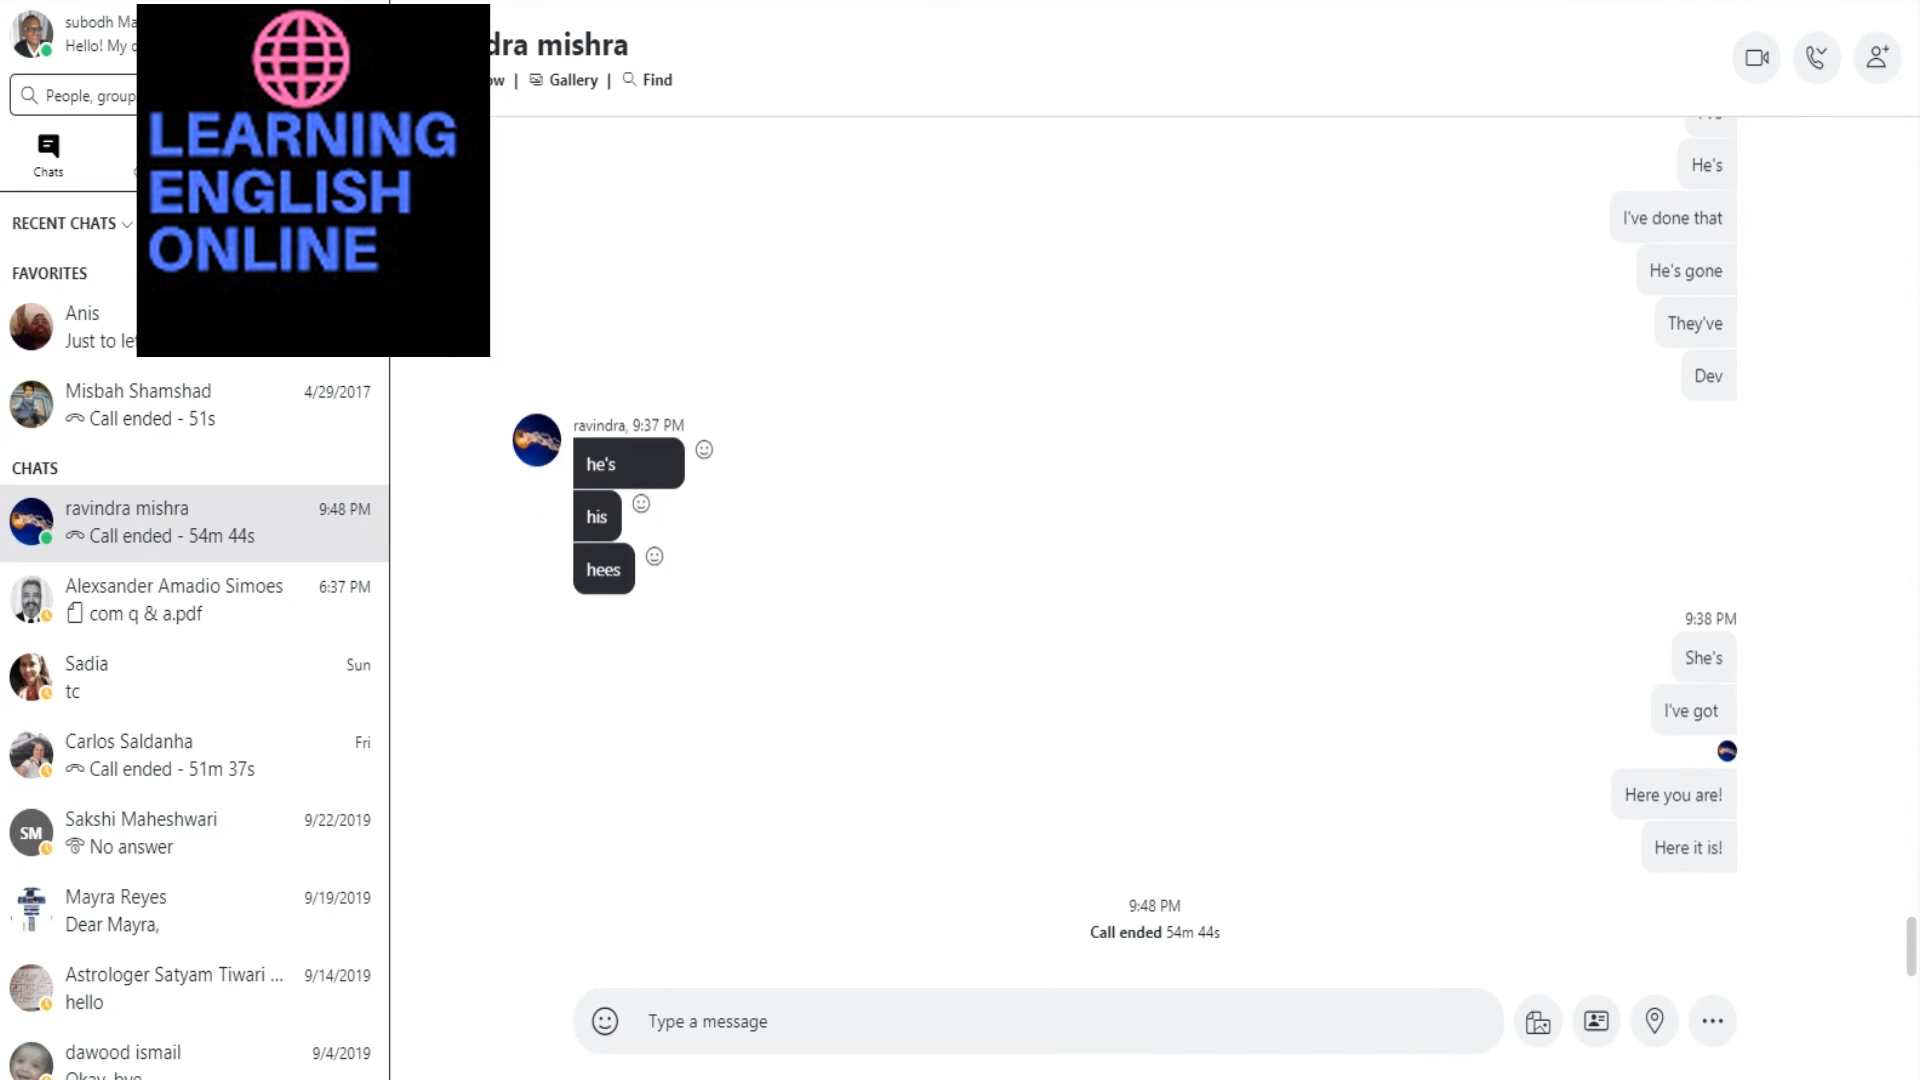 subodh Ma
Hello! My
People, group
Chats
RECENT CHATS
FAVORITES
Anis
Just to le
Misbah Shamshad 4/29/2017
Call ended - 51s
CHATS
ravindra mishra 9:48 PM
Call ended - 54m 44s
Alexsander Amadio Simoes 6:37 PM
com q & a.pdf
Sadia Sun
tc
Carlos Saldanha Fri
Call ended - 51m 37s
SM
Sakshi Maheshwari 9/22/2019
No answer
Mayra Reyes 9/19/2019
Dear Mayra,
Astrologer Satyam Tiwari ... 9/14/2019
hello
dawood ismail 9/4/2019
Okay, bye
LEARNING
ENGLISH
ONLINE
dra mishra
ow | Gallery | Find
He's
I've done that
He's gone
They've
Dev
ravindra, 9:37 PM
he's
his
hees
9:38 PM
She's
I've got
Here you are!
Here it is!
9:48 PM
Call ended 54m 44s
Type a message